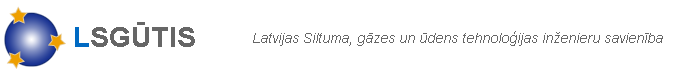 LSGŪTIS
Latvijas Siltuma, gāzes un ūdens tehnoloģijas inženieru savienība